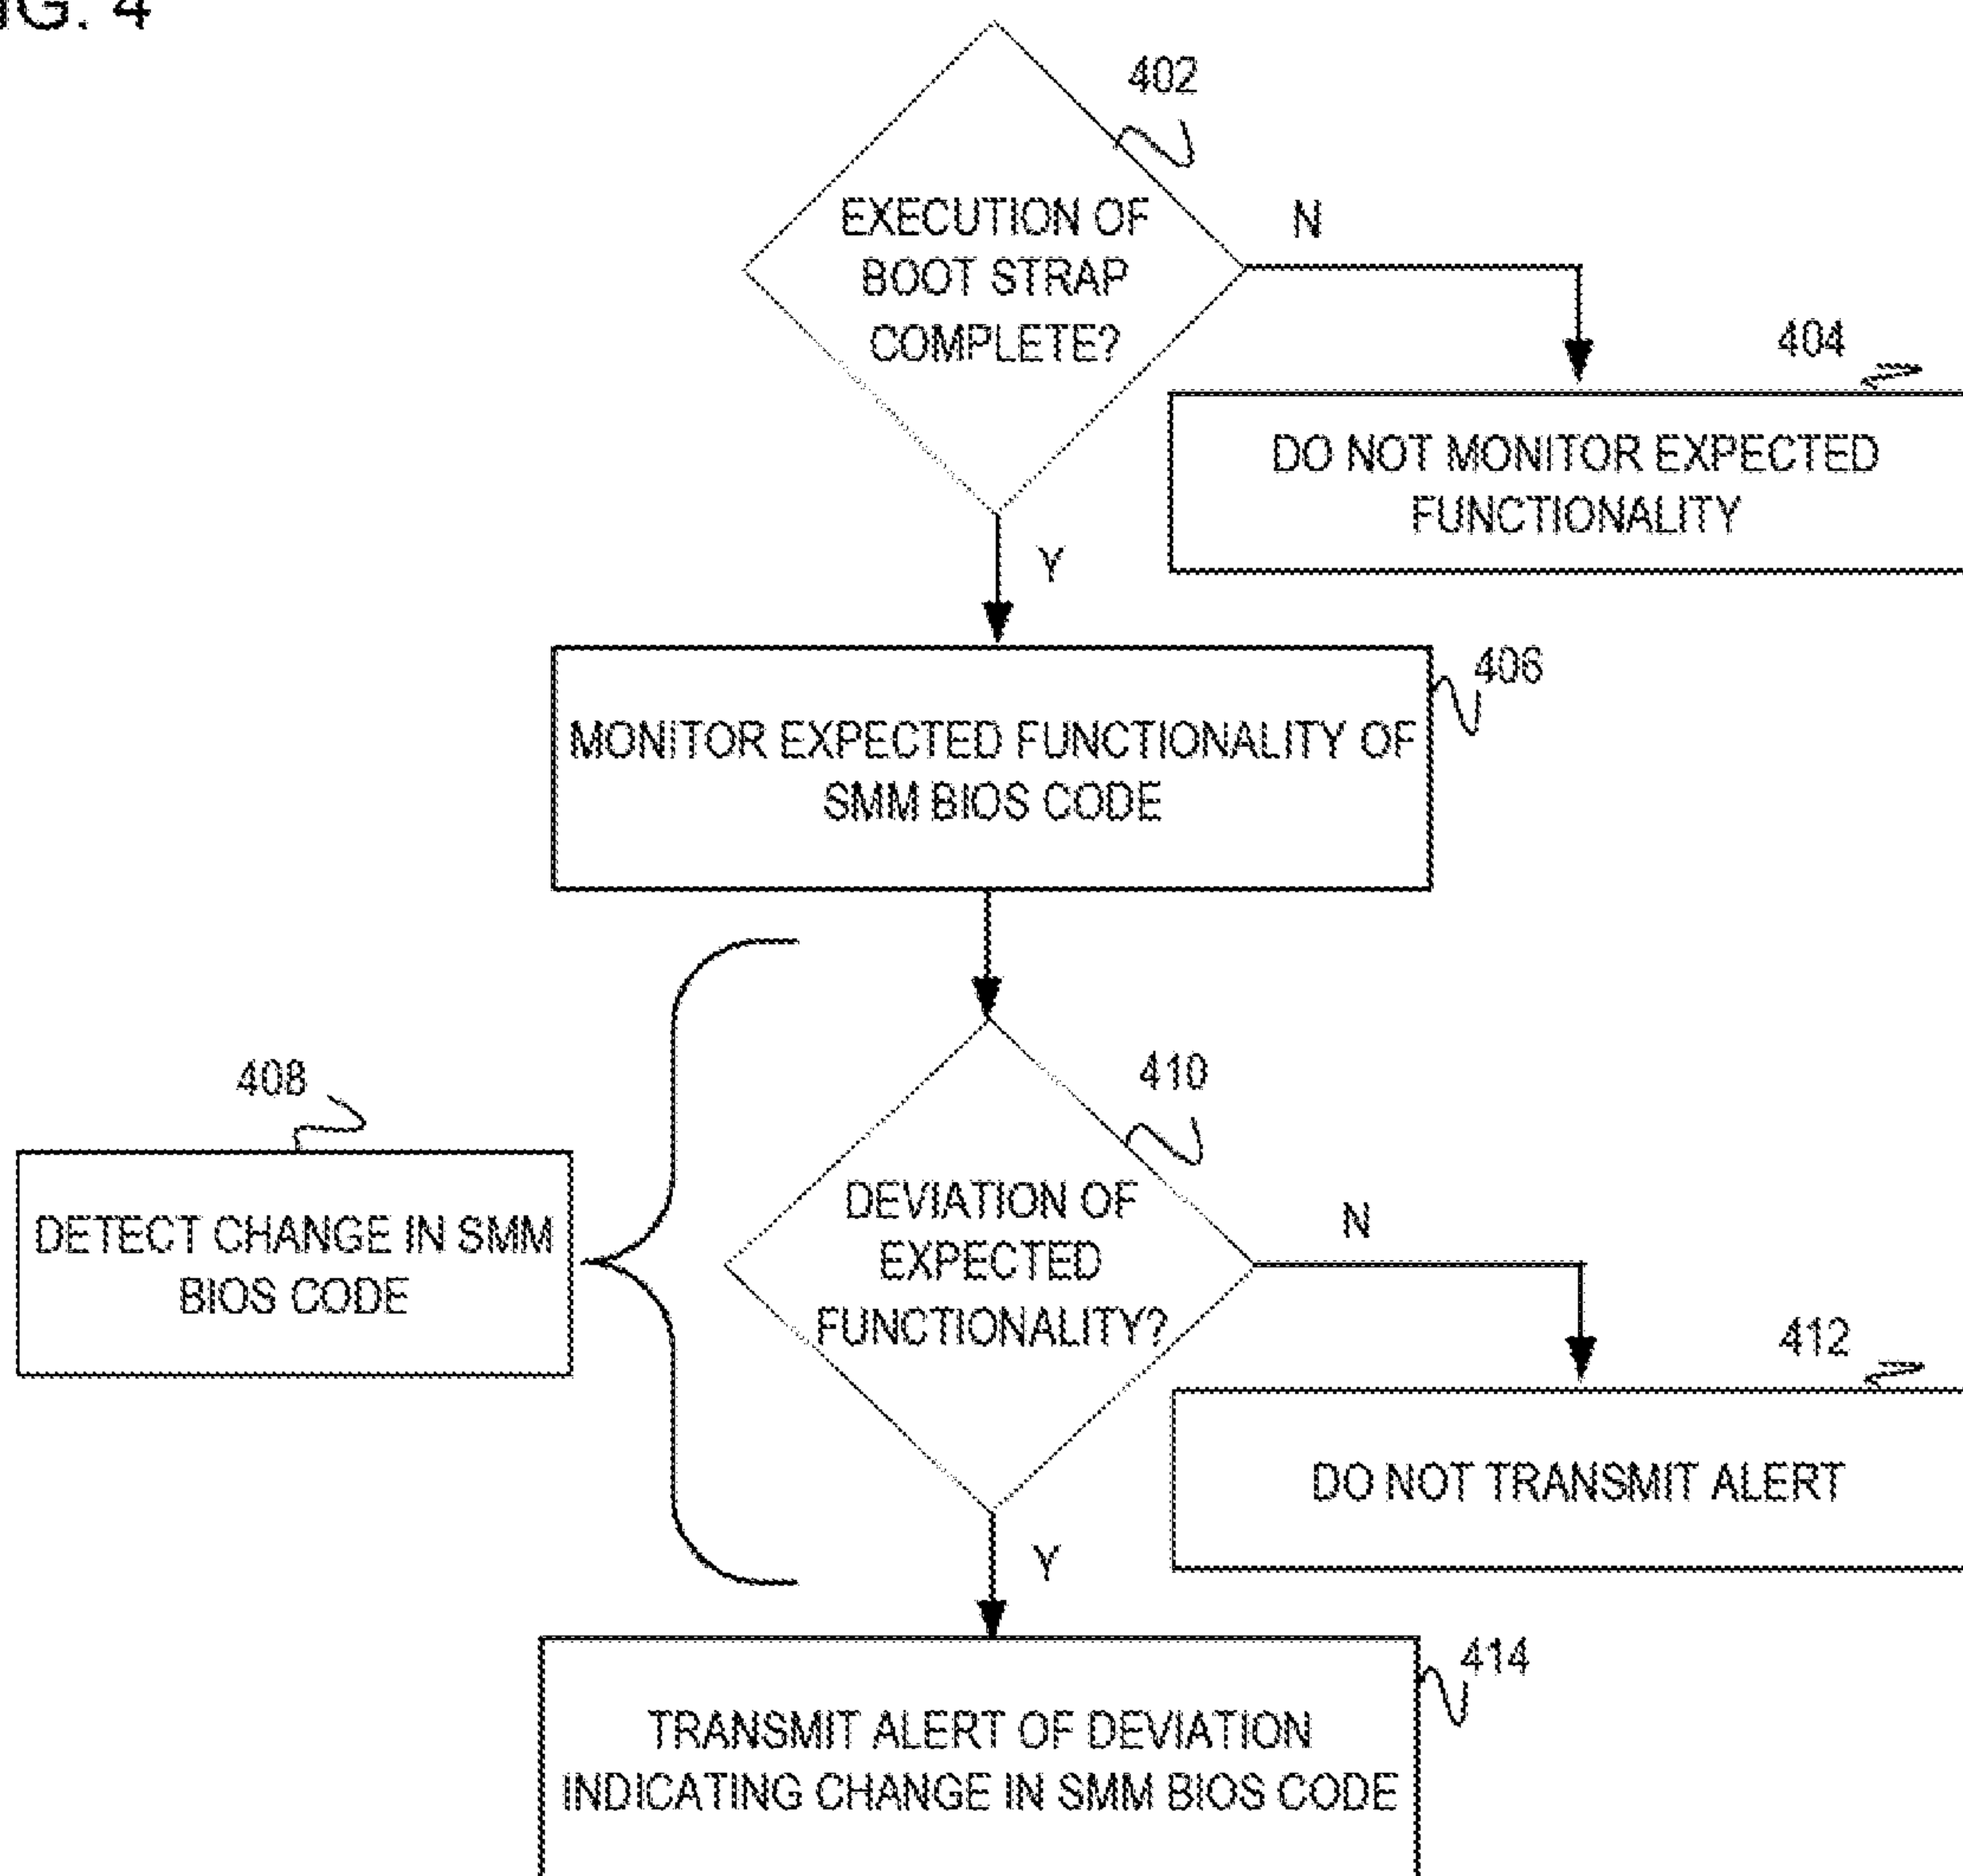 FIG. 4
402
EXECUTION OF
BOOT STRAP
COMPLETE?
N
404
DO NOT MONITOR EXPECTED
FUNCTIONALITY
Y
406
MONITOR EXPECTED FUNCTIONALITY OF
SMM BIOS CODE
408
DETECT CHANGE IN SMM
BIOS CODE
410
DEVIATION OF
EXPECTED
FUNCTIONALITY?
N
412
DO NOT TRANSMIT ALERT
Y
414
TRANSMIT ALERT OF DEVIATION
INDICATING CHANGE IN SMM BIOS CODE